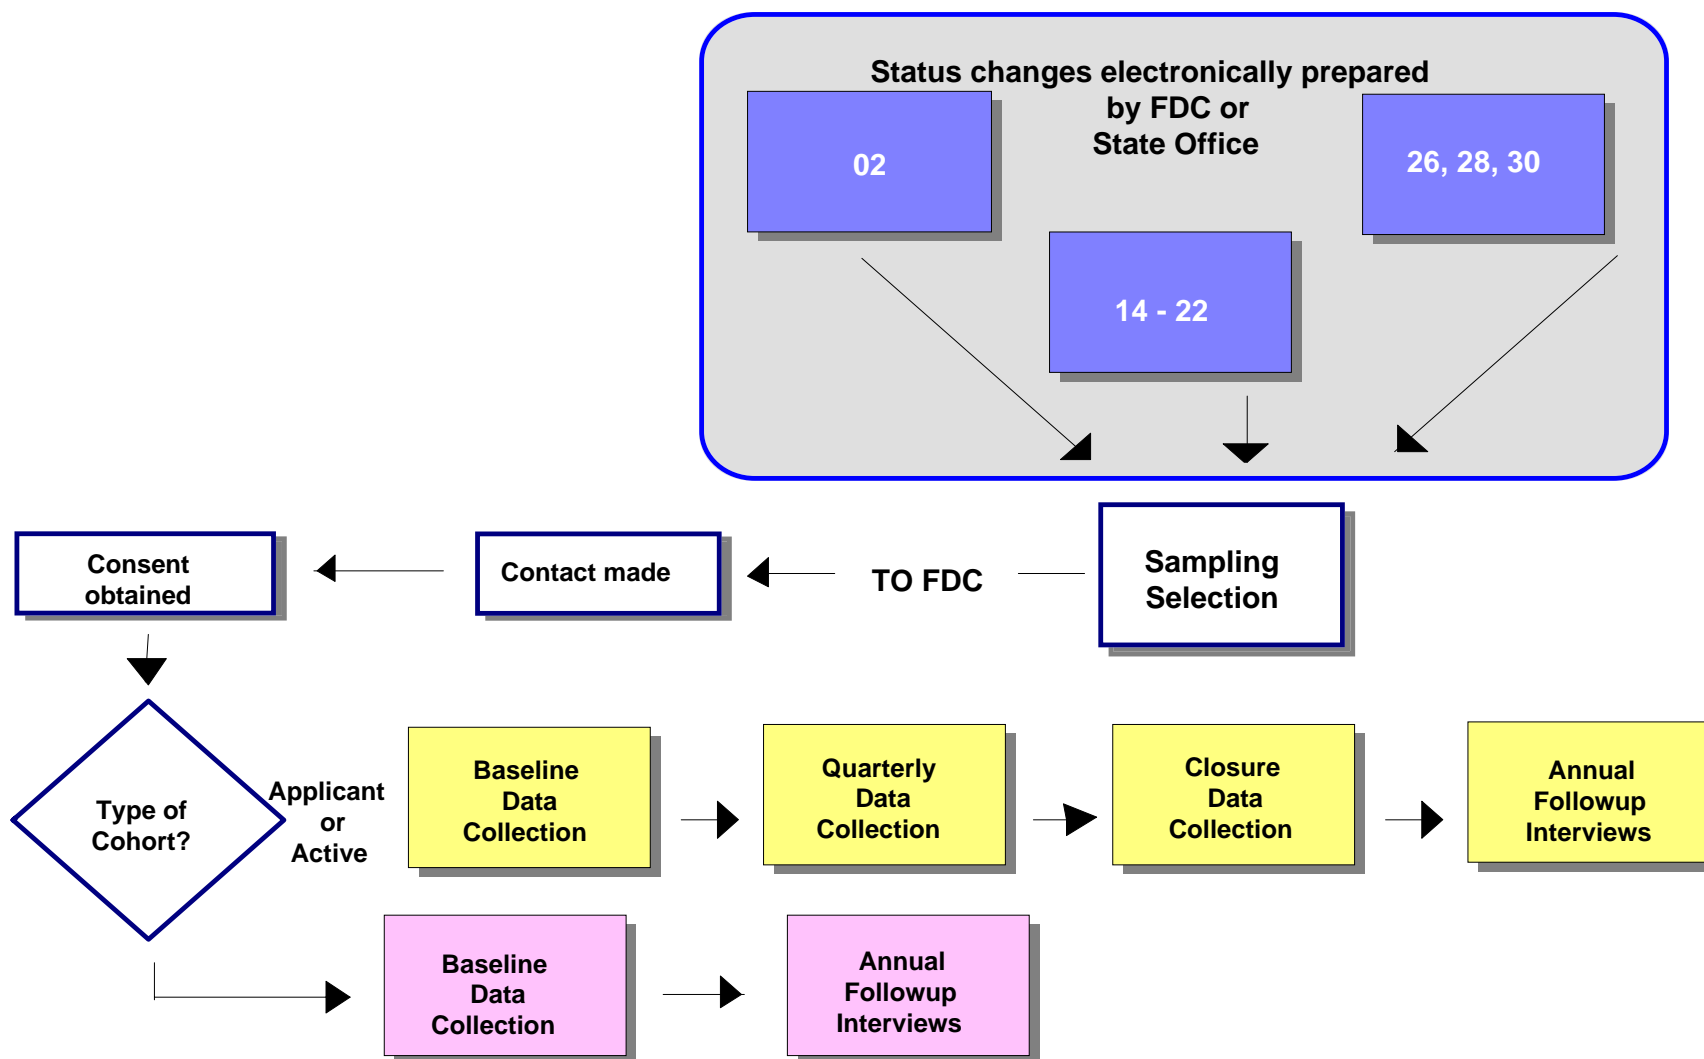 Status changes electronically prepared
by FDC or
State Office
02
26, 28, 30
14 - 22
Sampling
Selection
TO FDC
Contact made
Consent
obtained
Type of
Cohort?
Applicant
or
Active
Baseline
Data
Collection
Quarterly
Data
Collection
Closure
Data
Collection
Annual
Followup
Interviews
Baseline
Data
Collection
Annual
Followup
Interviews